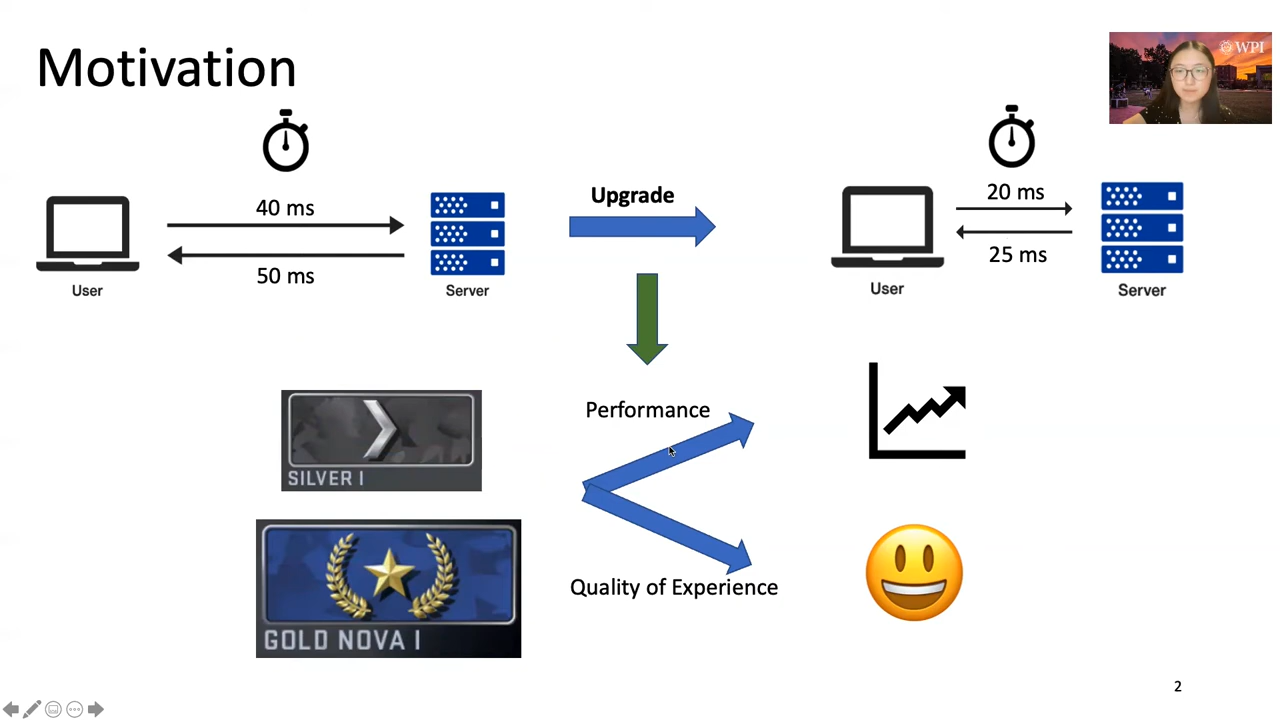 Motivation
WPI
40 ms
50 ms
User
Server
Upgrade
20 ms
25 ms
User
Server
Performance
SILVER I
Quality of Experience
GOLD NOVA I
2